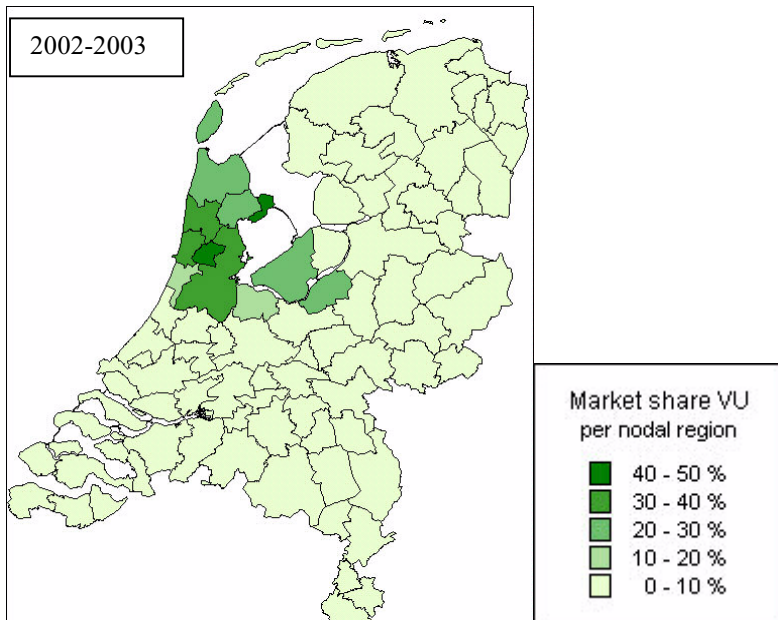 2002-2003
Market share VU
per nodal region
40 - 50 %
30 - 40 %
20 - 30 %
10 - 20 %
0 - 10 %